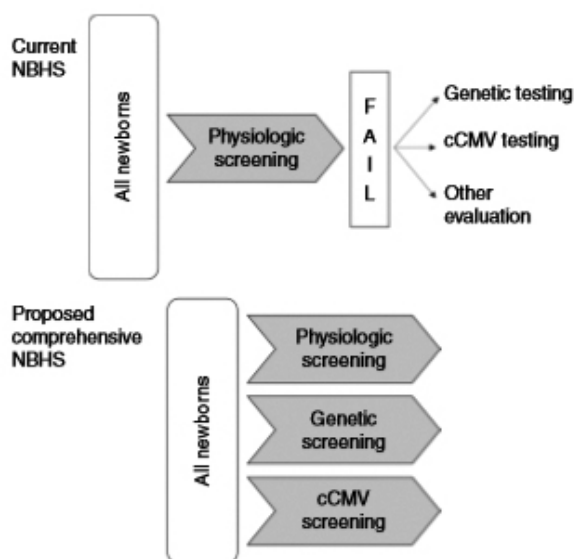 Current
NBHS
All newborns
Physiologic
screening
F
A
I
L
Genetic testing
cCMV testing
Other
evaluation
Proposed
comprehensive
NBHS
All newborns
Physiologic
screening
Genetic
screening
cCMV
screening